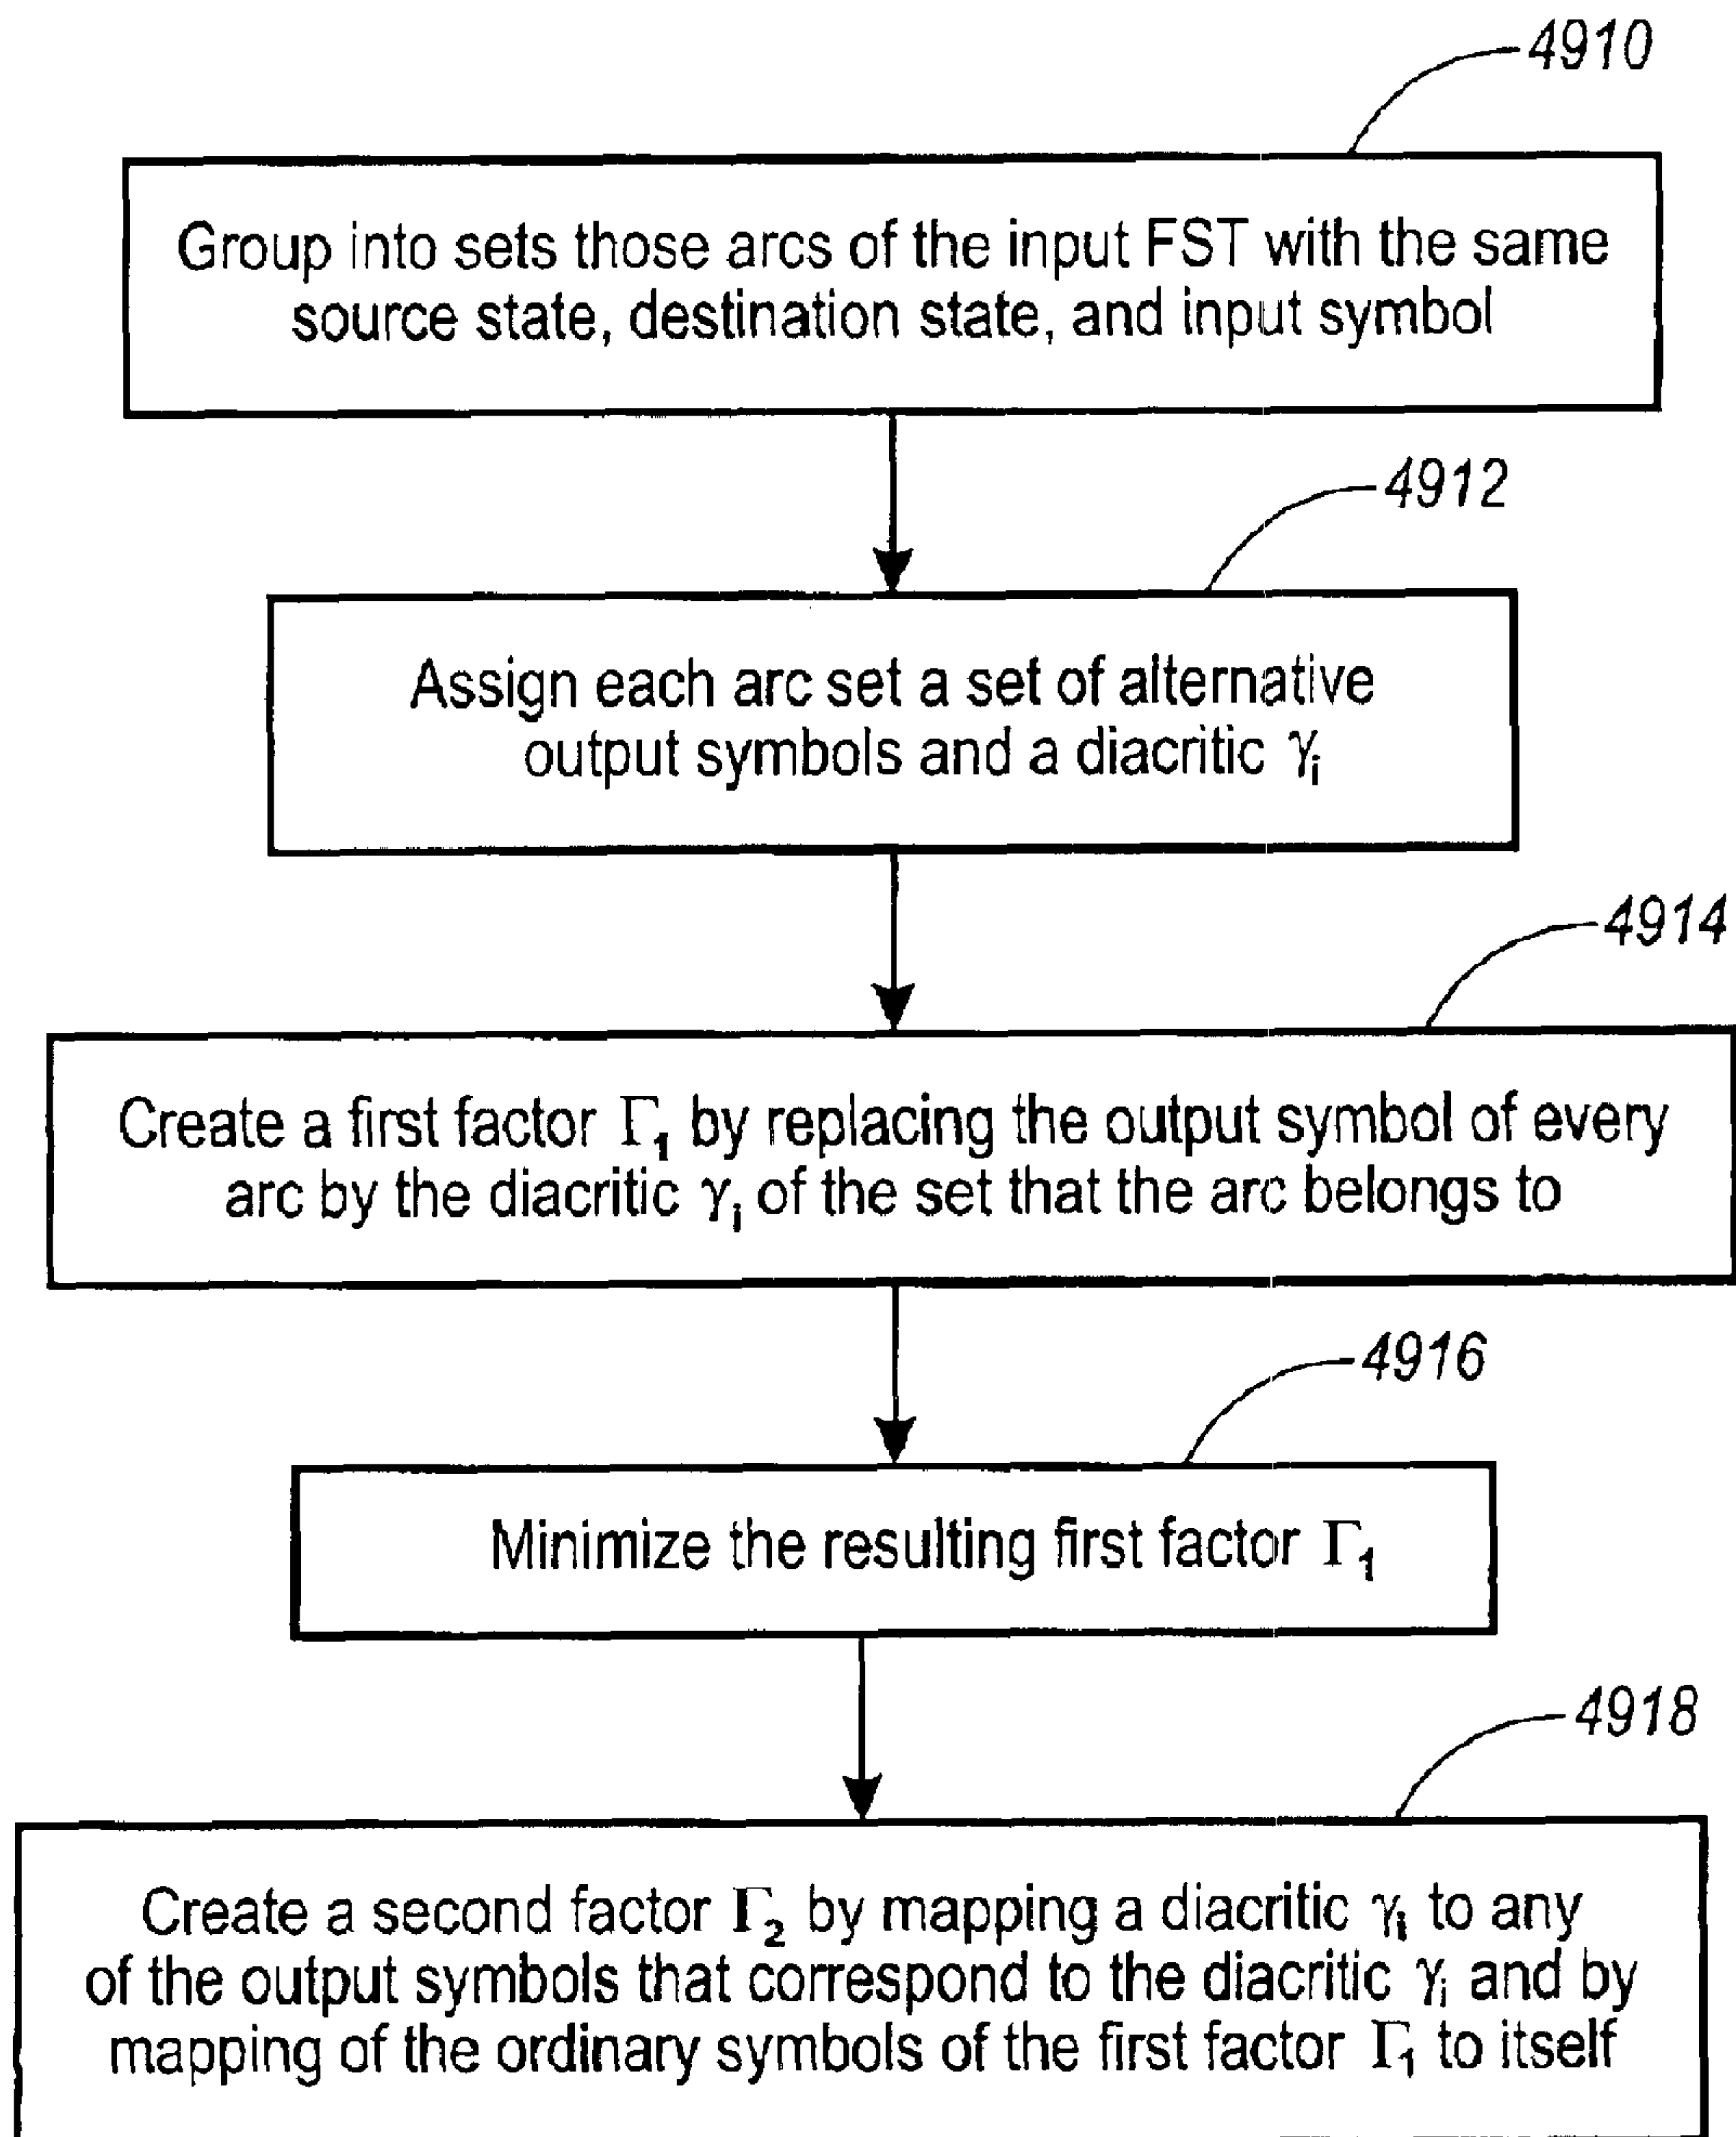 4910
Group into sets those arcs of the input FST with the same
source state, destination state, and input symbol
4912
Assign each arc set a set of alternative
output symbols and a diacritic γi
4914
Create a first factor Γ1 by replacing the output symbol of every
arc by the diacritic γi of the set that the arc belongs to
4916
Minimize the resulting first factor Γ1
4918
Create a second factor Γ2 by mapping a diacritic γi to any
of the output symbols that correspond to the diacritic γi and by
mapping of the ordinary symbols of the first factor Γ1 to itself